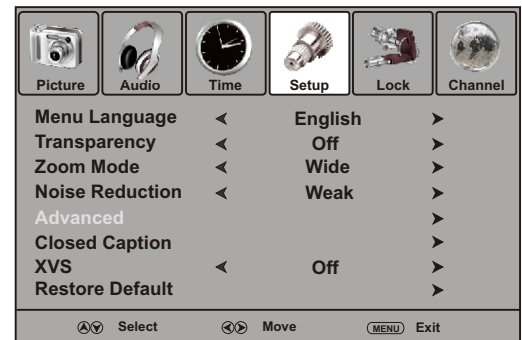 Picture Audio Time Setup Lock Channel
Menu Language English
Transparency Off
Zoom Mode Wide
Noise Reduction Weak
Advanced
Closed Caption
XVS Off
Restore Default
Select Move MENU Exit